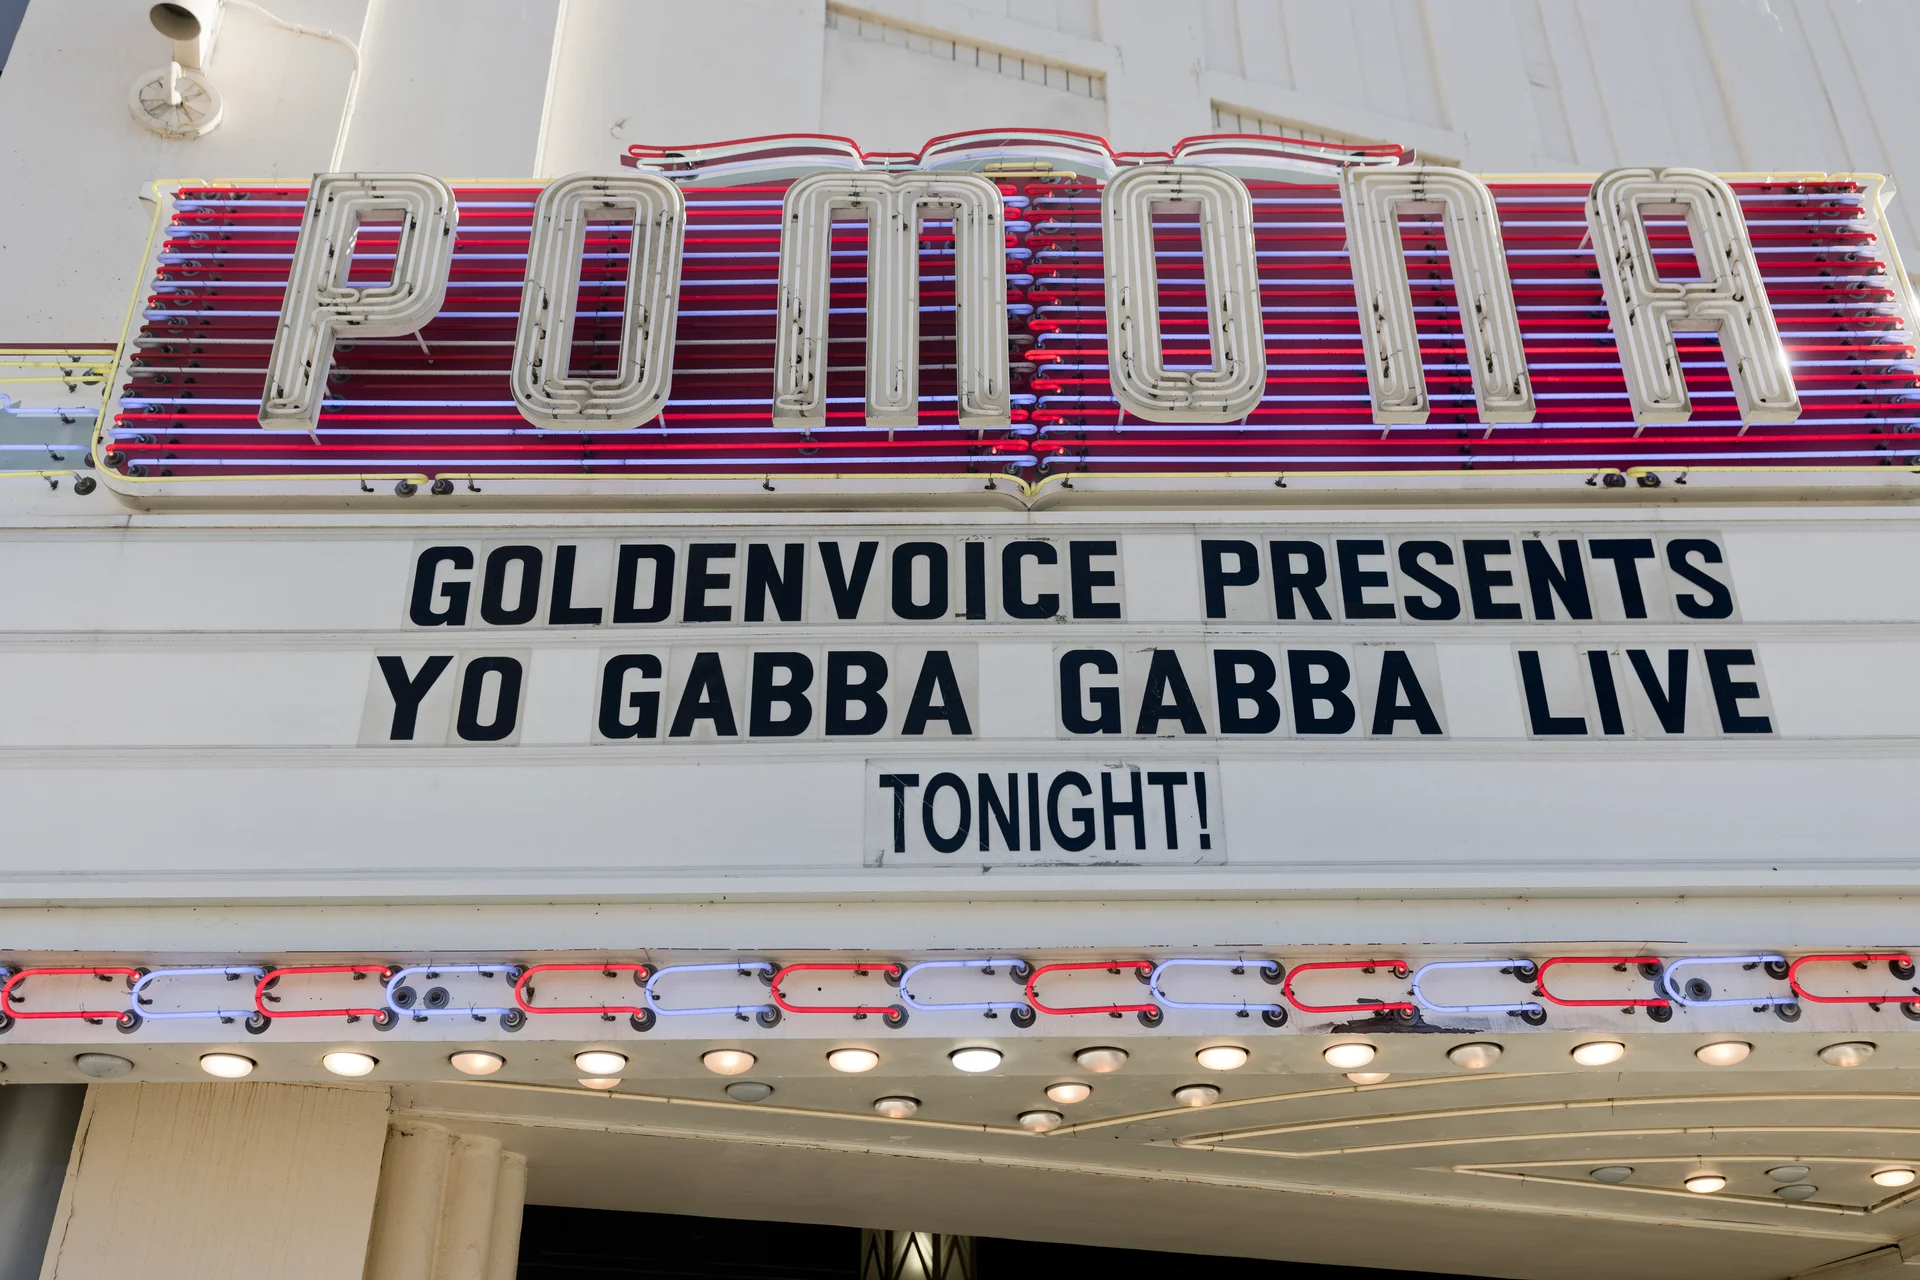 POMONA
GOLDENVOICE PRESENTS
YO GABBA GABBA LIVE
TONIGHT!